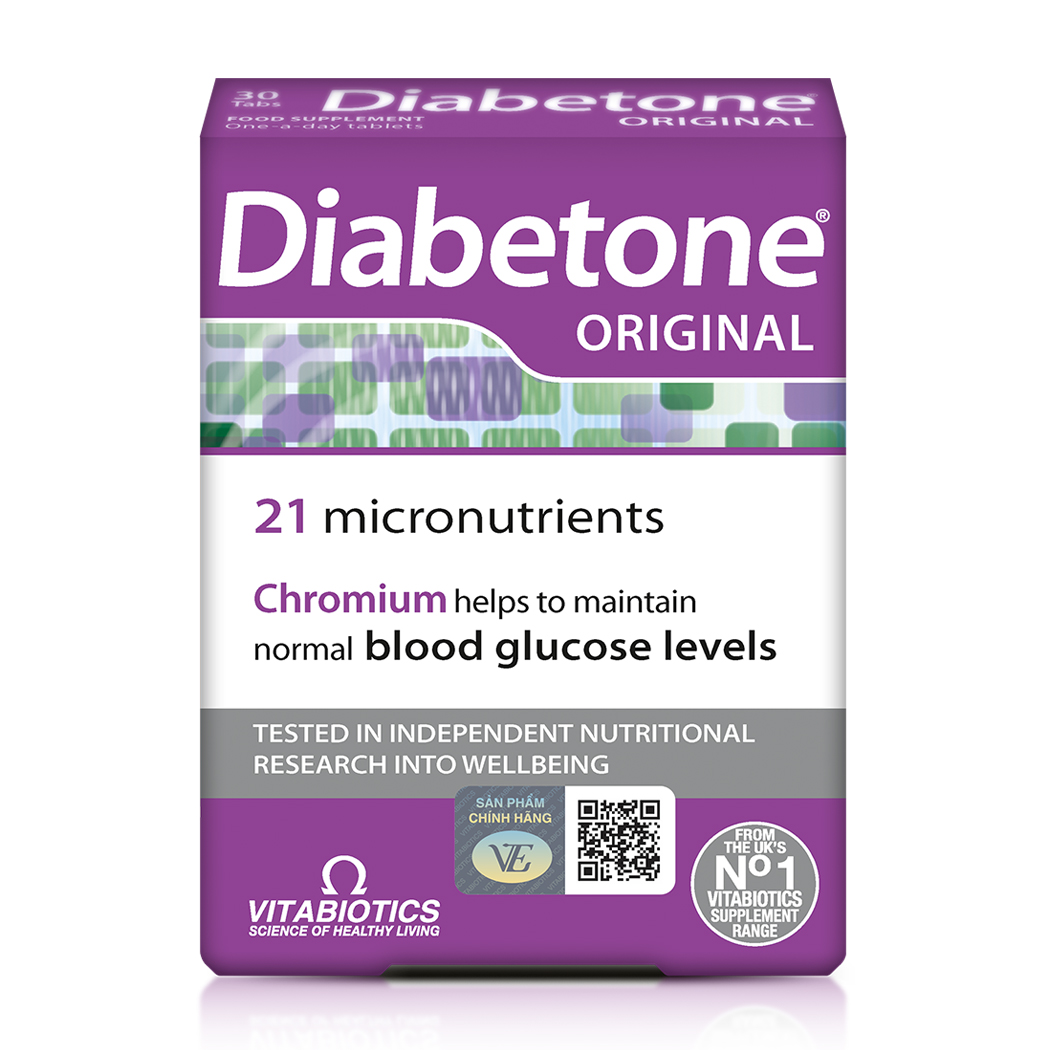 30
Tabs
Diabetone
ORIGINAL
FOOD SUPPLEMENT
One-a-day tablets
Diabetone®
ORIGINAL
21 micronutrients
Chromium helps to maintain
normal blood glucose levels
TESTED IN INDEPENDENT NUTRITIONAL
RESEARCH INTO WELLBEING
SẢN PHẨM
CHÍNH HÃNG
VE
VITABIOTICS
SCIENCE OF HEALTHY LIVING
FROM
THE UK'S
Nº1
VITABIOTICS
SUPPLEMENT
RANGE